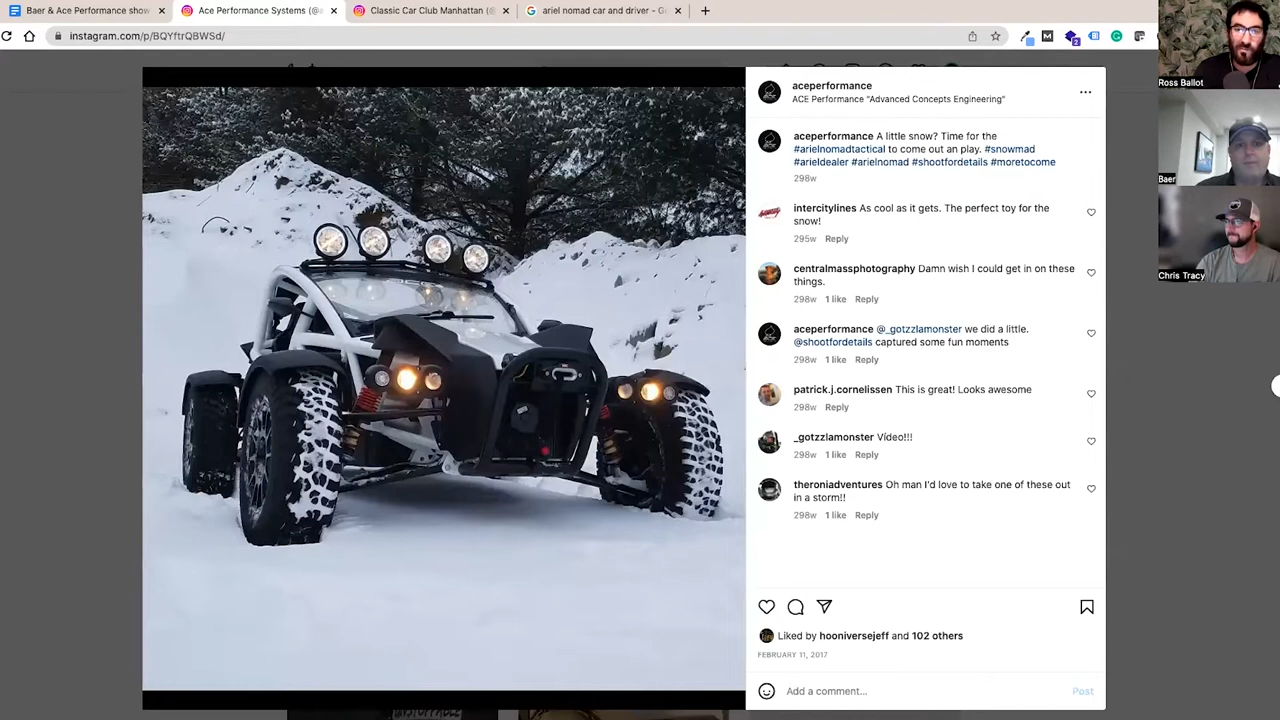 Baer & Ace Performance show
Ace Performance Systems (@a
Classic Car Club Manhattan (@
ariel nomad car and driver - G
instagram.com/p/BQYftrQBWSd/
2
Ross Ballot
Baer
Chris Tracy
aceperformance
ACE Performance "Advanced Concepts Engineering"
aceperformance A little snow? Time for the
#arielnomadtactical to come out an play. #snowmad
#arieldealer #arielnomad #shootfordetails #moretocome
298w
intercitylines As cool as it gets. The perfect toy for the
snow!
295w Reply
centralmassphotography Damn wish I could get in on these
things.
298w 1 like Reply
aceperformance @_gotzzlamonster we did a little.
@shootfordetails captured some fun moments
298w 1 like Reply
patrick.j.cornelissen This is great! Looks awesome
298w Reply
_gotzzlamonster Vídeo!!!
298w 1 like Reply
theroniadventures Oh man I'd love to take one of these out
in a storm!!
298w 1 like Reply
Liked by hooniversejeff and 102 others
FEBRUARY 11, 2017
Add a comment...
Post